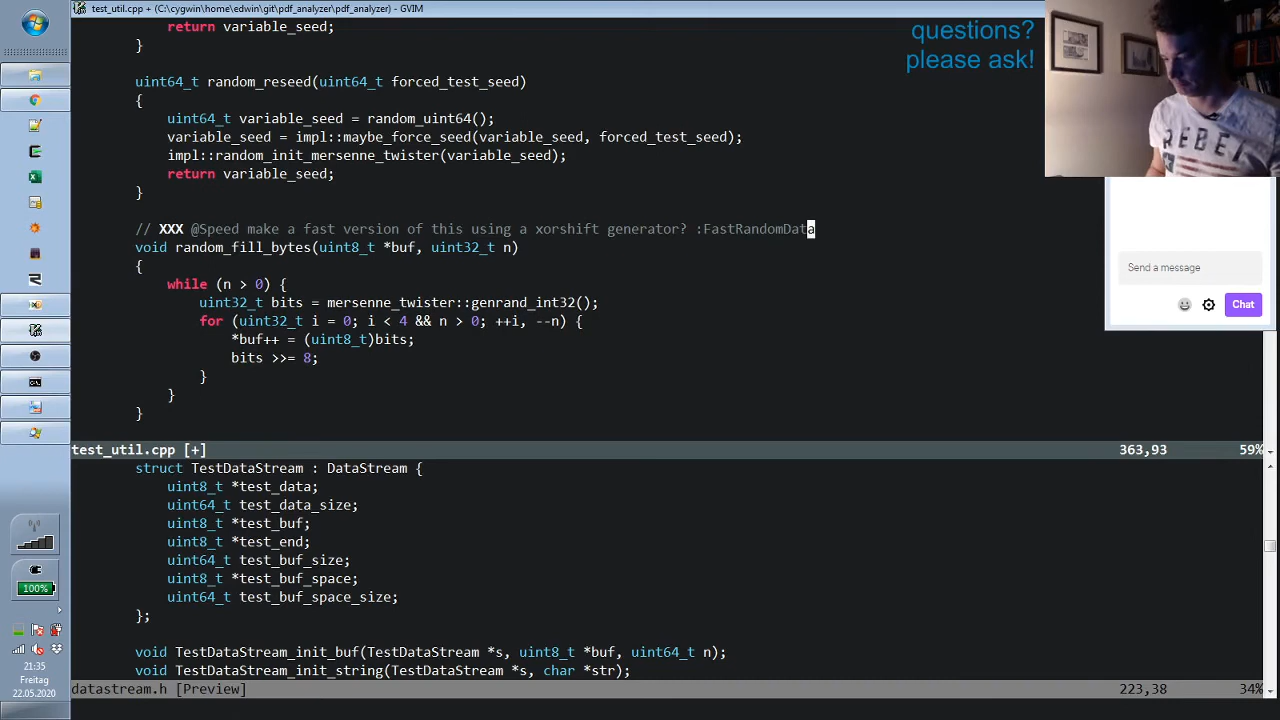 test_util.cpp + (C:\cygwin\home\edwin\git\pdf_analyzer\pdf_analyzer) - GVIM
return variable_seed;
}
uint64_t random_reseed(uint64_t forced_test_seed)
{
uint64_t variable_seed = random_uint64();
variable_seed = impl::maybe_force_seed(variable_seed, forced_test_seed);
impl::random_init_mersenne_twister(variable_seed);
return variable_seed;
}
// XXX @Speed make a fast version of this using a xorshift generator? :FastRandomData
void random_fill_bytes(uint8_t *buf, uint32_t n)
{
while (n > 0) {
uint32_t bits = mersenne_twister::genrand_int32();
for (uint32_t i = 0; i < 4 && n > 0; ++i, --n) {
*buf++ = (uint8_t)bits;
bits >>= 8;
}
}
}
test_util.cpp [+] 363,93 59%
struct TestDataStream : DataStream {
uint8_t *test_data;
uint64_t test_data_size;
uint8_t *test_buf;
uint8_t *test_end;
uint64_t test_buf_size;
uint8_t *test_buf_space;
uint64_t test_buf_space_size;
};
void TestDataStream_init_buf(TestDataStream *s, uint8_t *buf, uint64_t n);
void TestDataStream_init_string(TestDataStream *s, char *str);
datastream.h [Preview] 223,38 34%
questions?
please ask!
REBEL
Send a message
Chat
100%
21:35
Freitag
22.05.2020